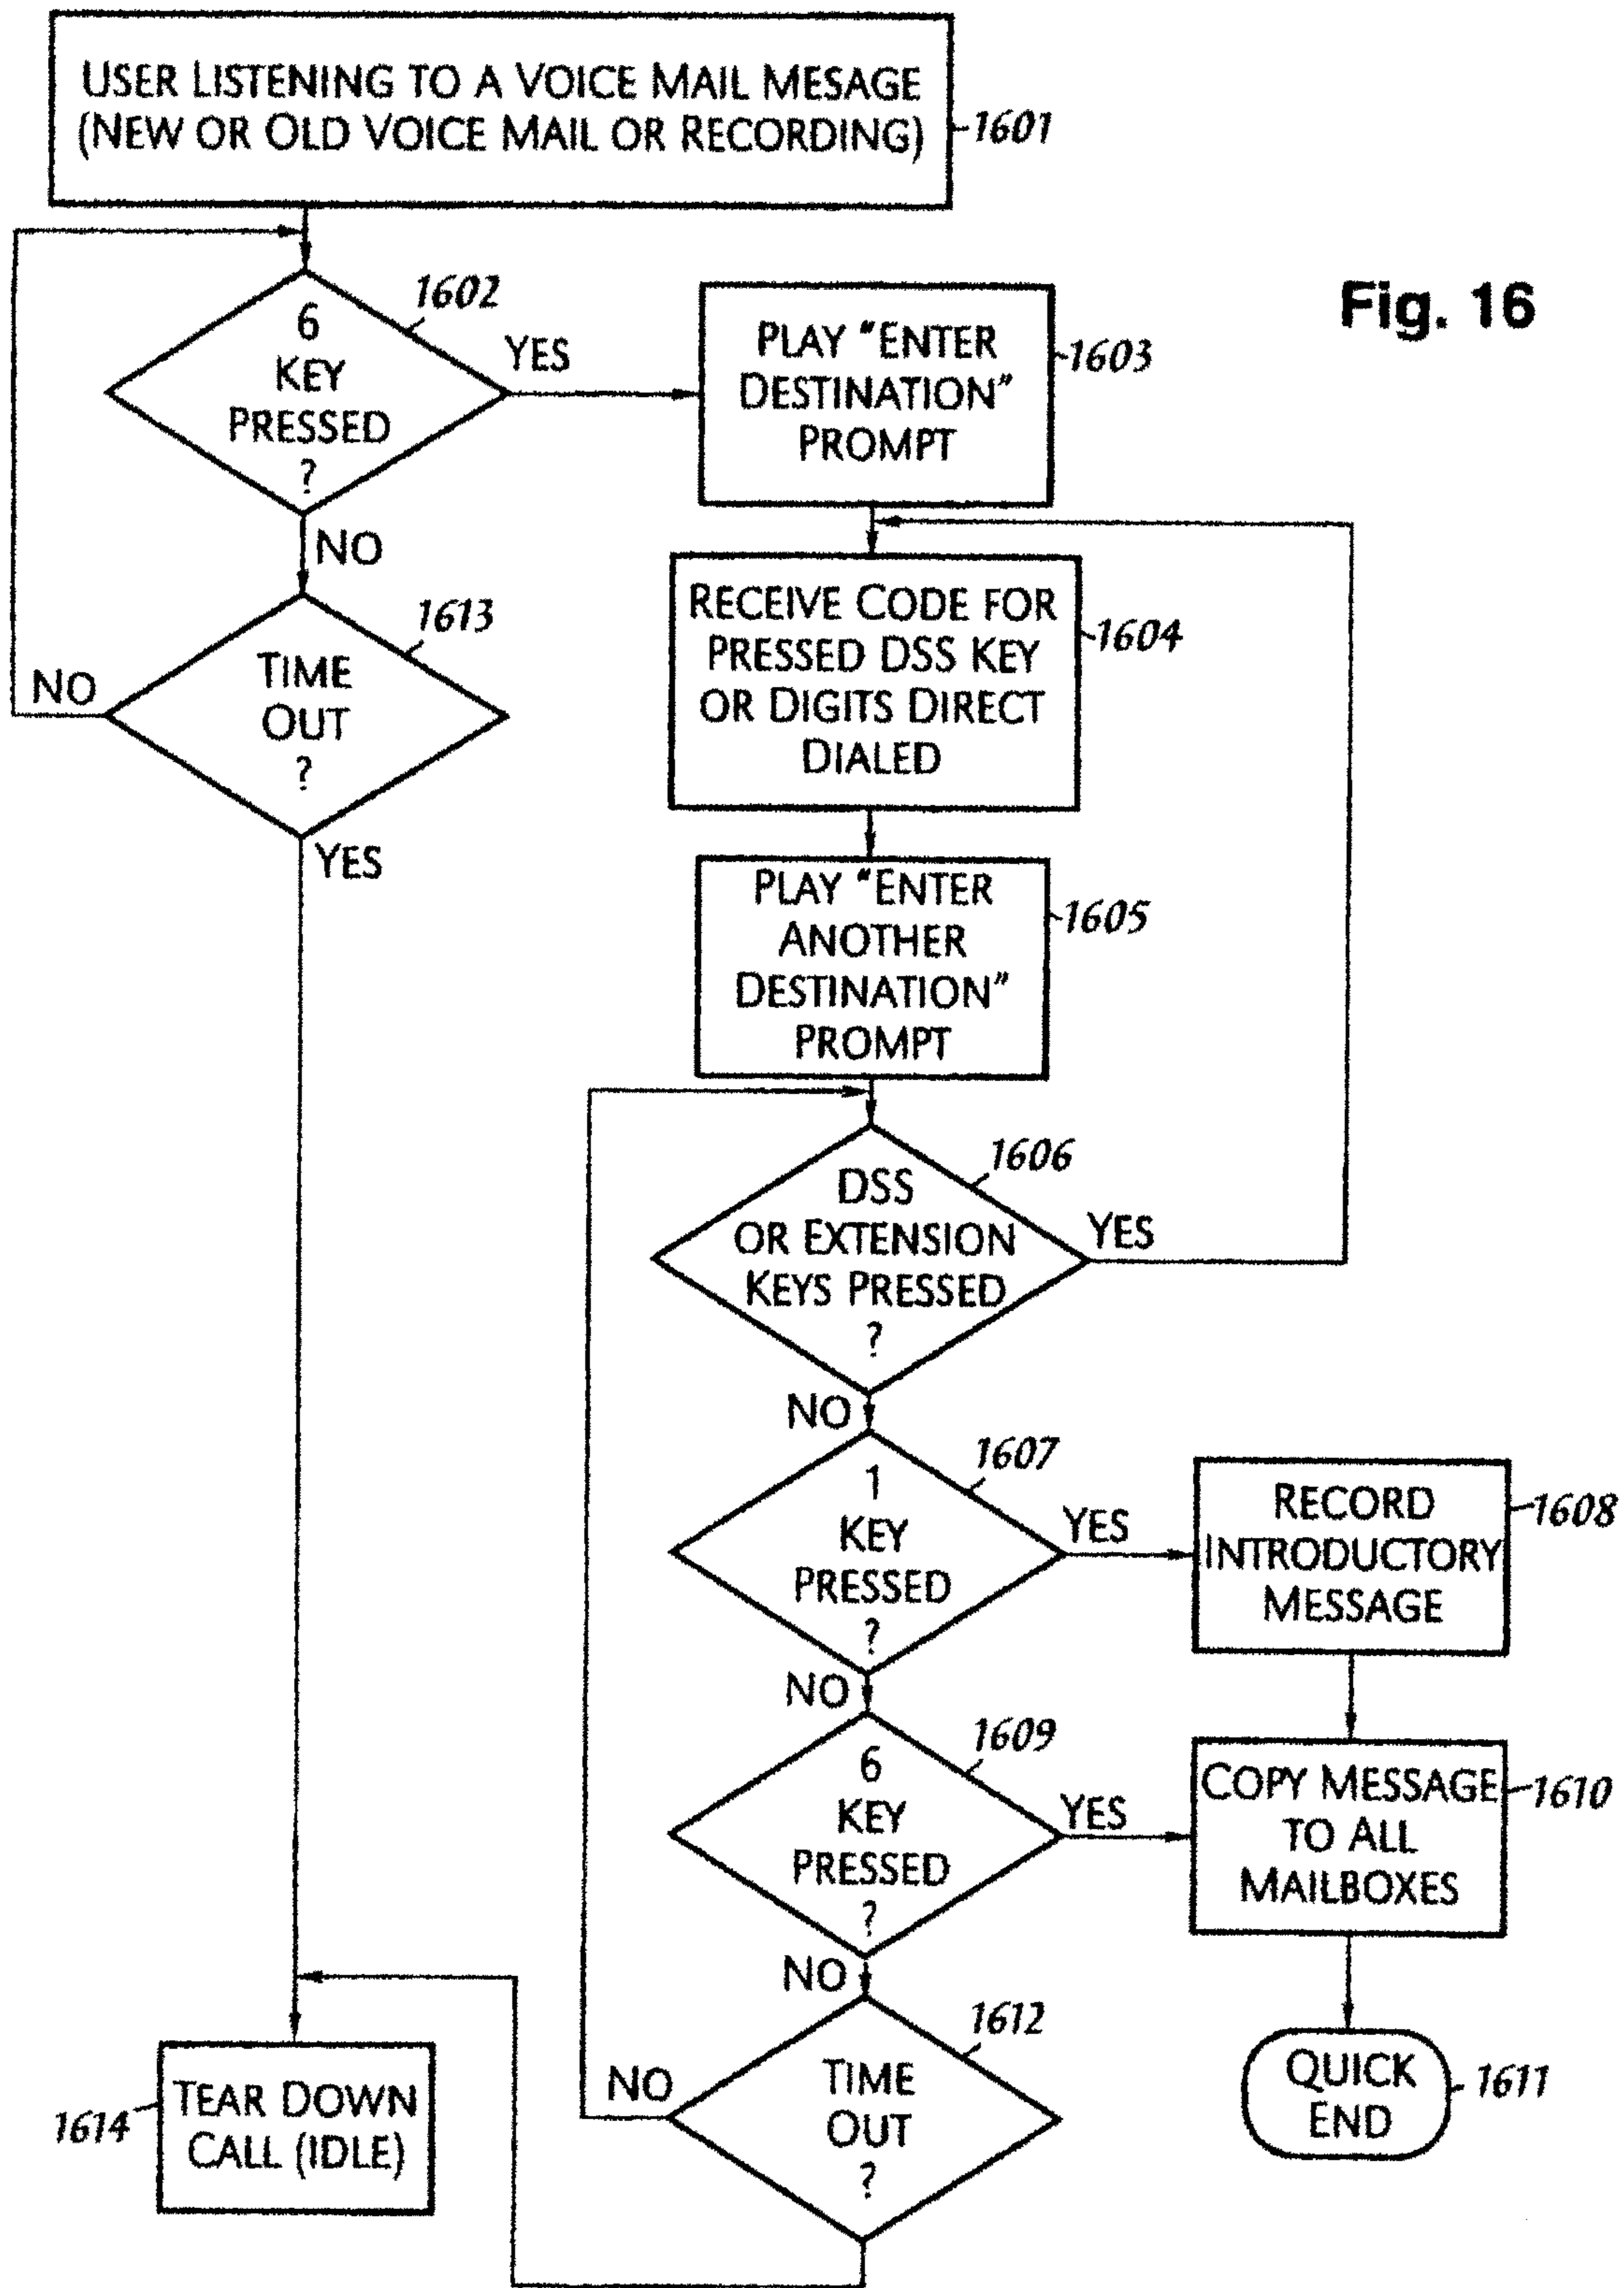 USER LISTENING TO A VOICE MAIL MESAGE
(NEW OR OLD VOICE MAIL OR RECORDING)
1601
Fig. 16
1602
6
KEY
PRESSED
?
YES
NO
PLAY “ENTER
DESTINATION”
PROMPT
1603
1613
TIME
OUT
?
NO
YES
RECEIVE CODE FOR
PRESSED DSS KEY
OR DIGITS DIRECT
DIALED
1604
PLAY “ENTER
ANOTHER
DESTINATION”
PROMPT
1605
1606
DSS
OR EXTENSION
KEYS PRESSED
?
YES
NO
1607
1
KEY
PRESSED
?
YES
NO
RECORD
INTRODUCTORY
MESSAGE
1608
1609
6
KEY
PRESSED
?
YES
NO
COPY MESSAGE
TO ALL
MAILBOXES
1610
1612
TIME
OUT
?
NO
QUICK
END
1611
TEAR DOWN
CALL (IDLE)
1614